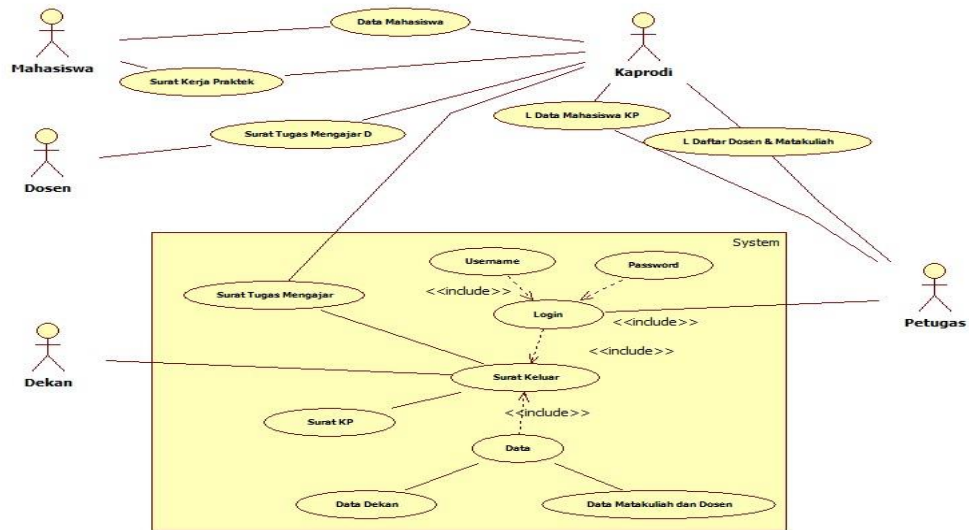 Data Mahasiswa
Mahasiswa
Kaprodi
Surat Kerja Praktek
L Data Mahasiswa KP
Surat Tugas Mengajar D
L Daftar Dosen & Matakuliah
Dosen
System
Username
Password
<<include>>
Surat Tugas Mengajar
Login
<<include>>
Petugas
<<include>>
Dekan
Surat Keluar
<<include>>
Surat KP
Data
Data Dekan
Data Matakuliah dan Dosen